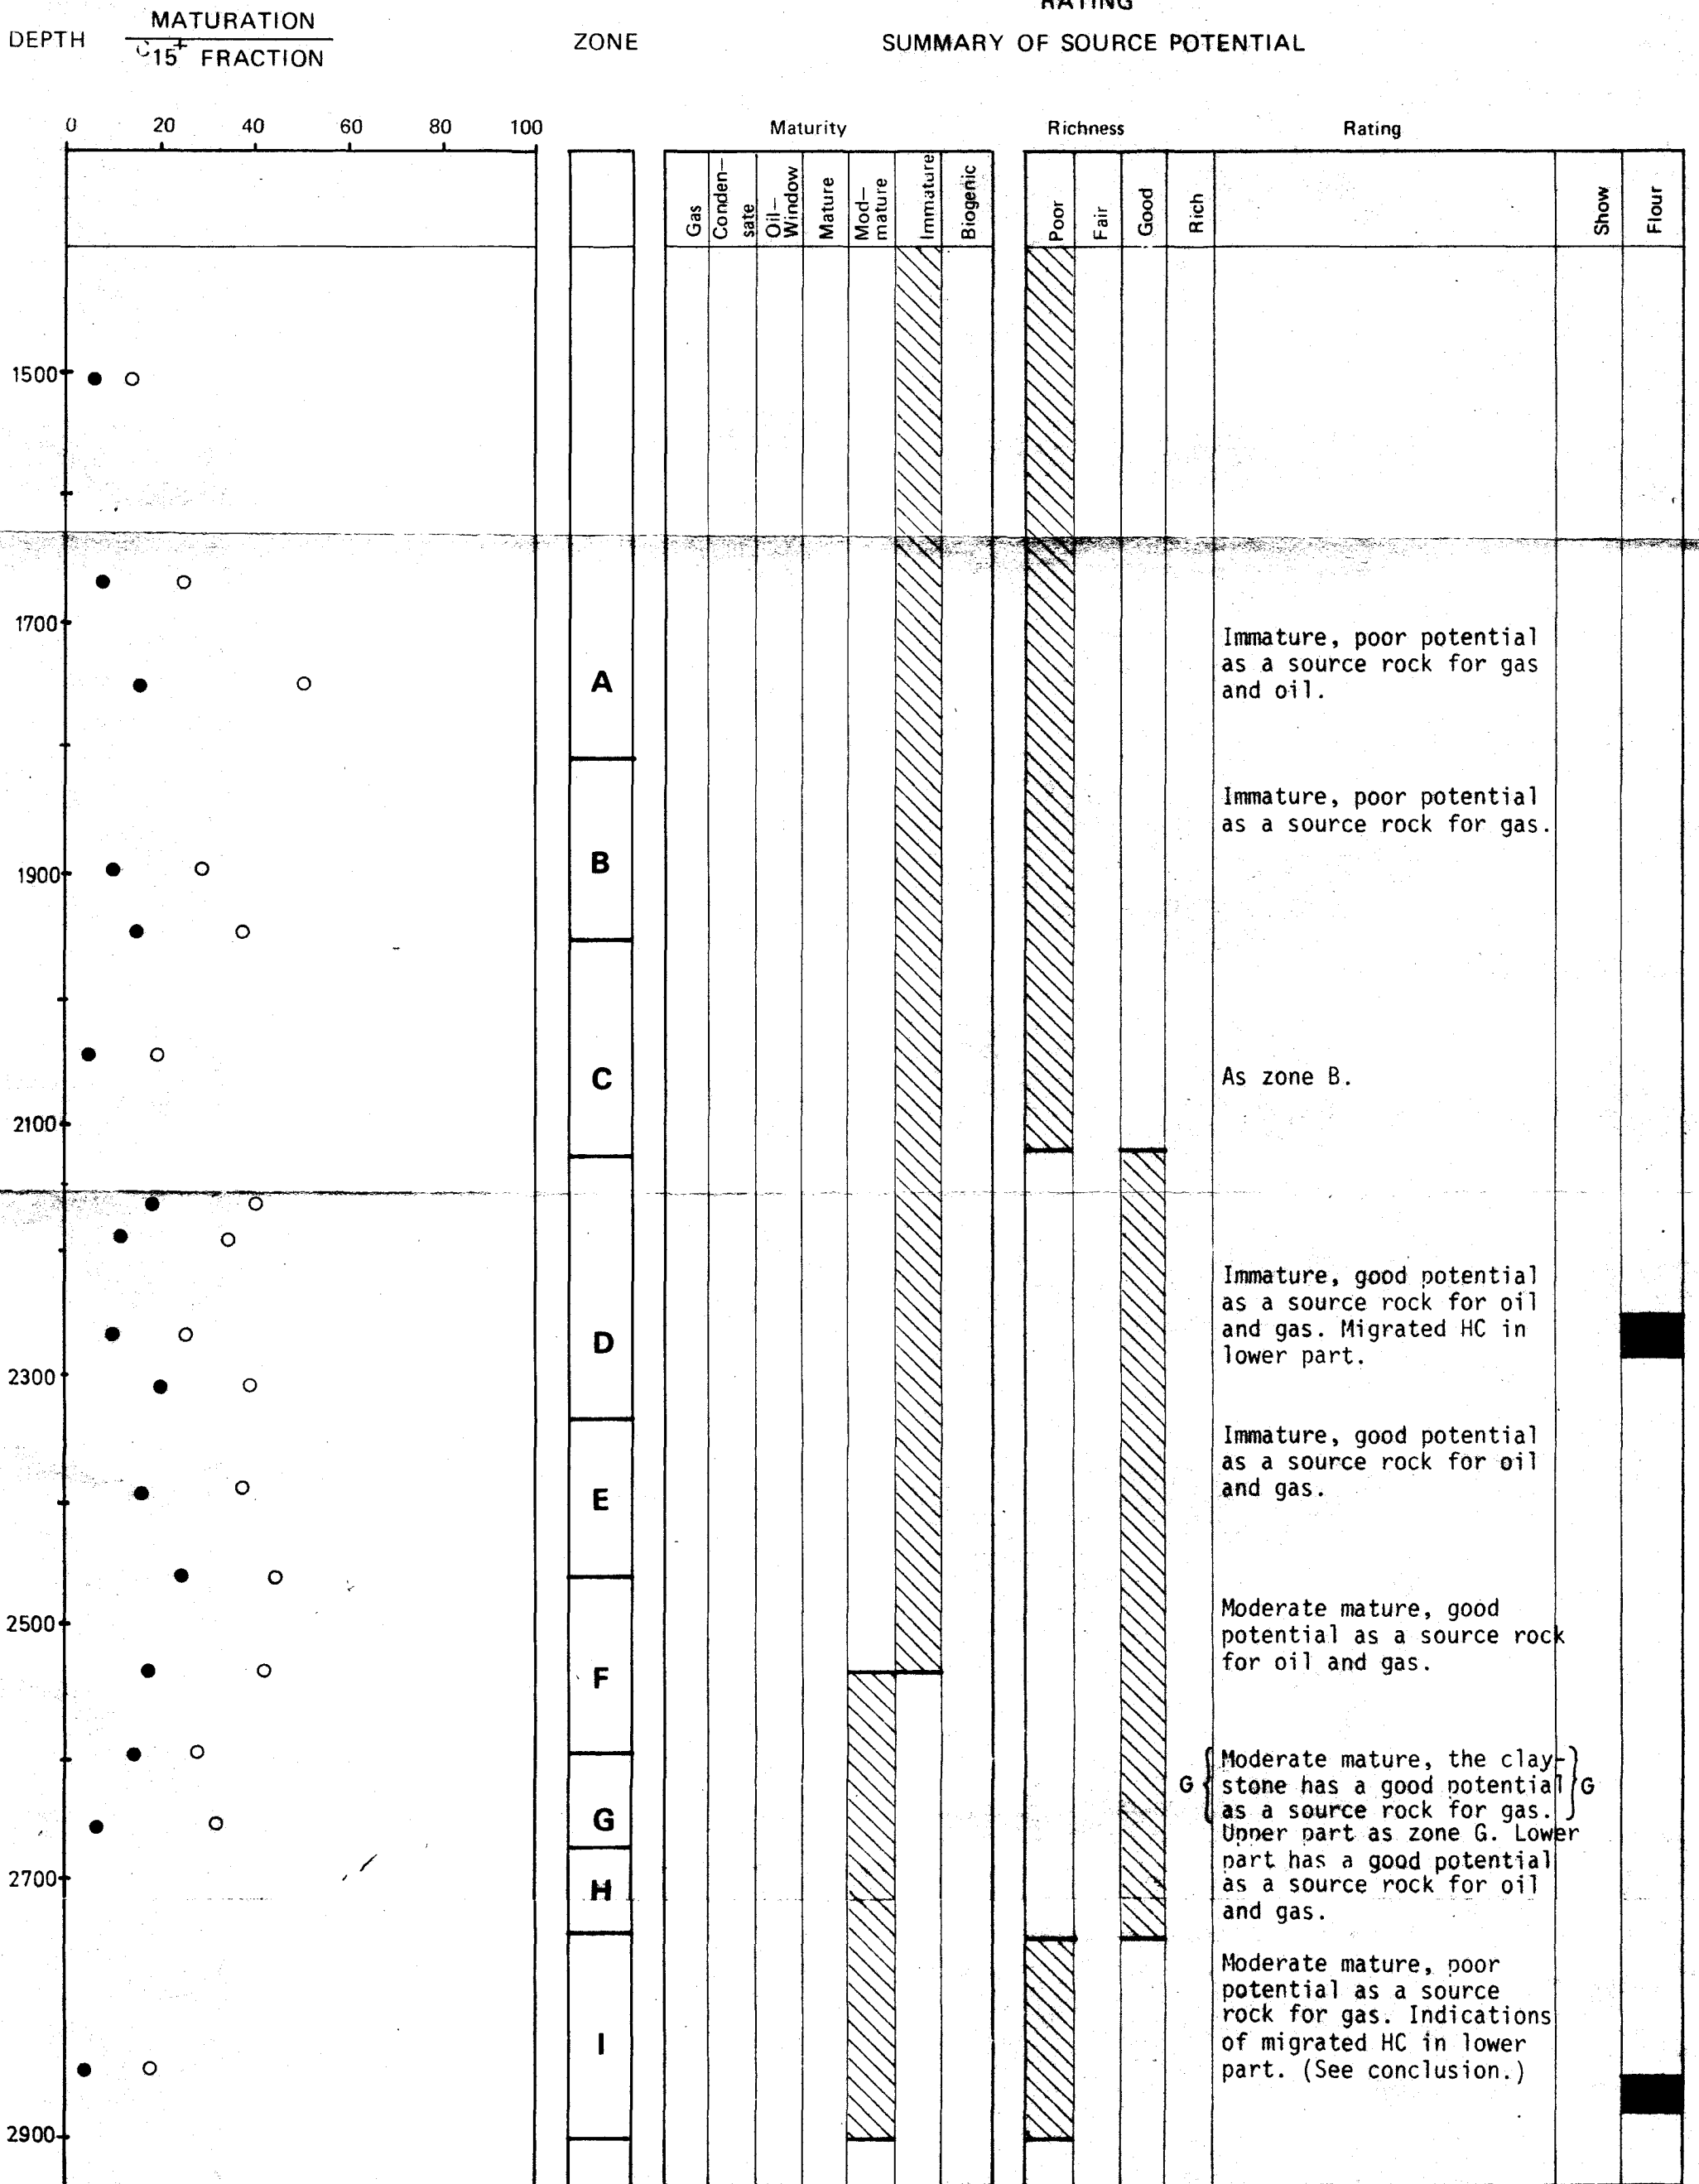 RATING
DEPTH MATURATION ZONE SUMMARY OF SOURCE POTENTIAL
C15+ FRACTION
0 20 40 60 80 100 Maturity Richness Rating
Gas Conden-sate Oil-Window Mature Mod-mature Immature Biogenic Poor Fair Good Rich Show Flour
1500
1700
Immature, poor potential
as a source rock for gas
A
and oil.
Immature, poor potential
as a source rock for gas.
B
1900
As zone B.
C
2100
Immature, good potential
as a source rock for oil
and gas. Migrated HC in
D
lower part.
2300
Immature, good potential
as a source rock for oil
and gas.
E
Moderate mature, good
2500
potential as a source rock
for oil and gas.
F
Moderate mature, the clay-
G stone has a good potential G
as a source rock for gas.
G
Upper part as zone G. Lower
part has a good potential
2700
as a source rock for oil
H
and gas.
Moderate mature, poor
potential as a source
rock for gas. Indications
I
of migrated HC in lower
part. (See conclusion.)
2900